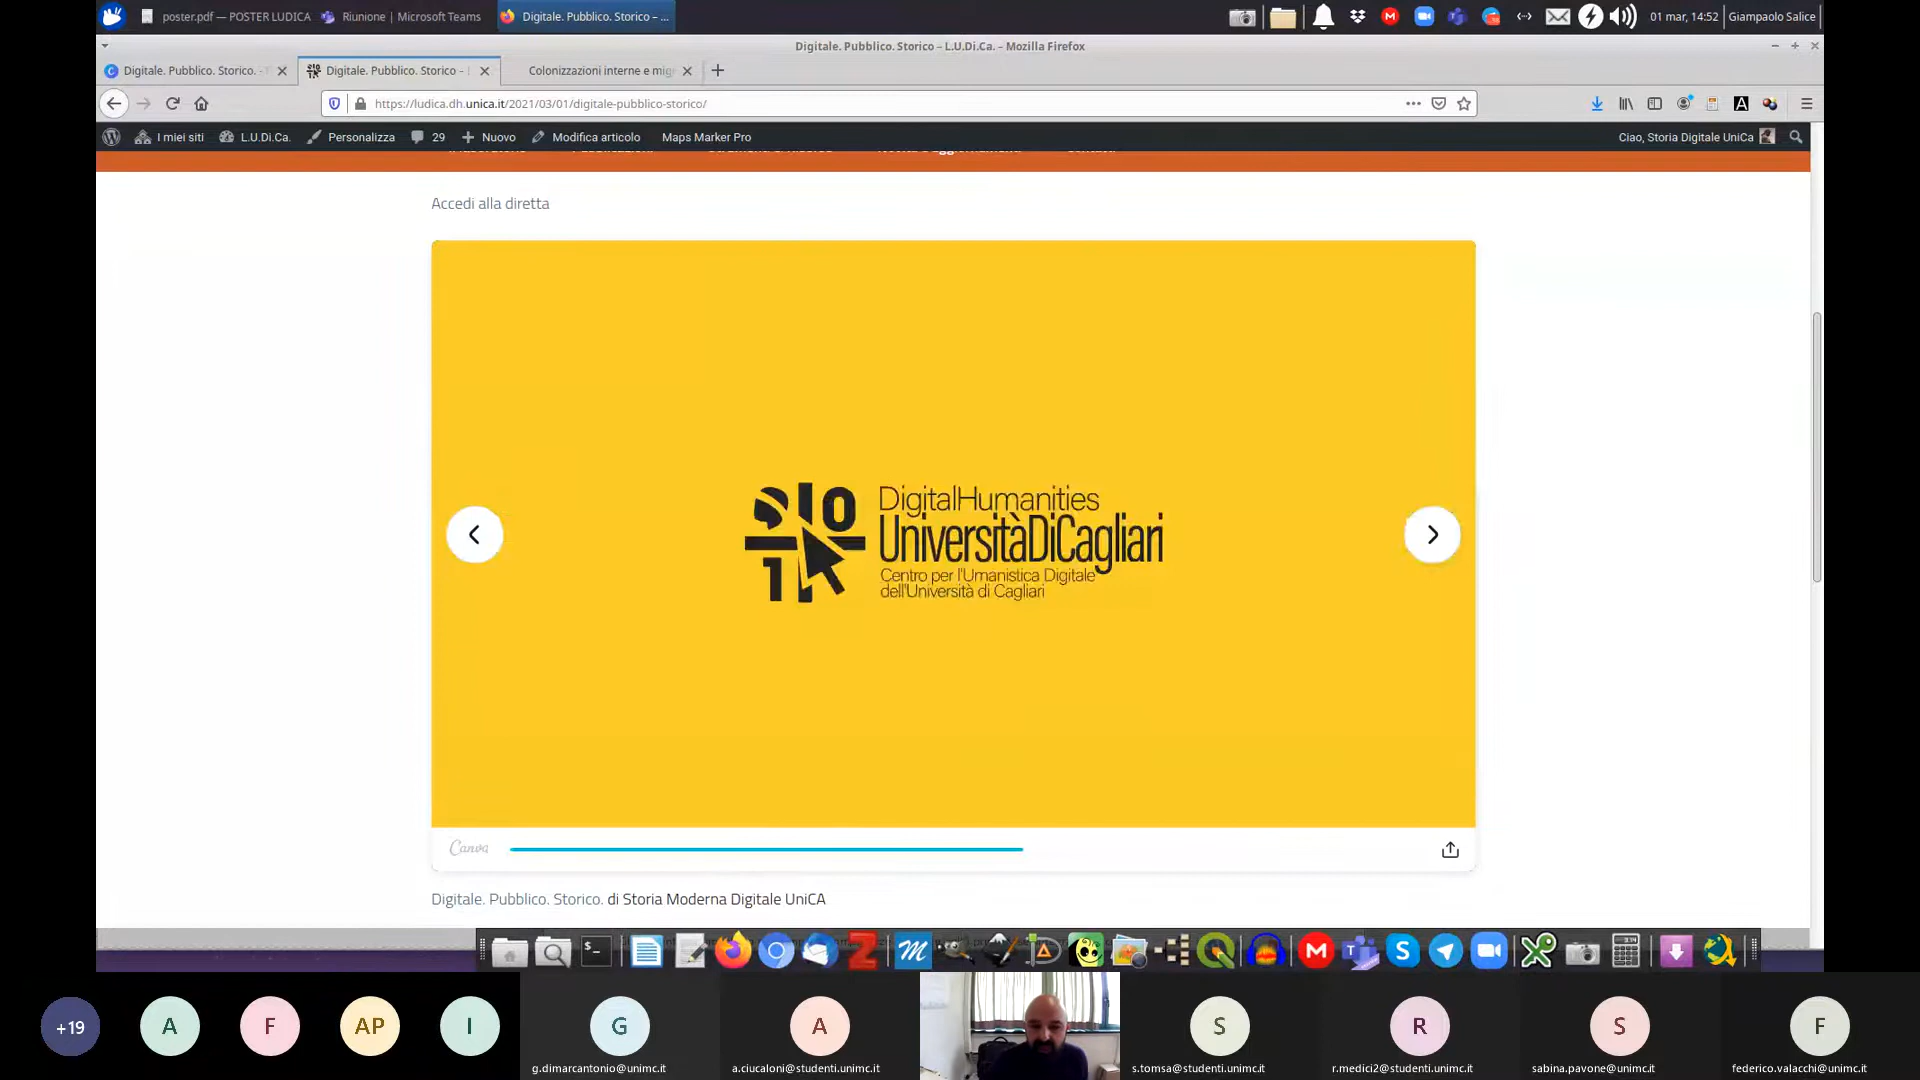 poster.pdf — POSTER LUDICA
Riunione | Microsoft Teams
Digitale. Pubblico. Storico – ...
01 mar, 14:52
Giampaolo Salice
Digitale. Pubblico. Storico – L.U.Di.Ca. – Mozilla Firefox
Digitale. Pubblico. Storico. -
Digitale. Pubblico. Storico –
Colonizzazioni interne e mig
https://ludica.dh.unica.it/2021/03/01/digitale-pubblico-storico/
I miei siti
L.U.Di.Ca.
Personalizza
29
Nuovo
Modifica articolo
Maps Marker Pro
Ciao, Storia Digitale UniCa
Accedi alla diretta
DigitalHumanities
UniversitàDiCagliari
Centro per l'Umanistica Digitale
dell'Università di Cagliari
Canva
Digitale. Pubblico. Storico. di Storia Moderna Digitale UniCA
+19
A
F
AP
I
G
A
S
R
S
F
g.dimarcantonio@unimc.it
a.ciucaloni@studenti.unimc.it
s.tomsa@studenti.unimc.it
r.medici2@studenti.unimc.it
sabina.pavone@unimc.it
federico.valacchi@unimc.it